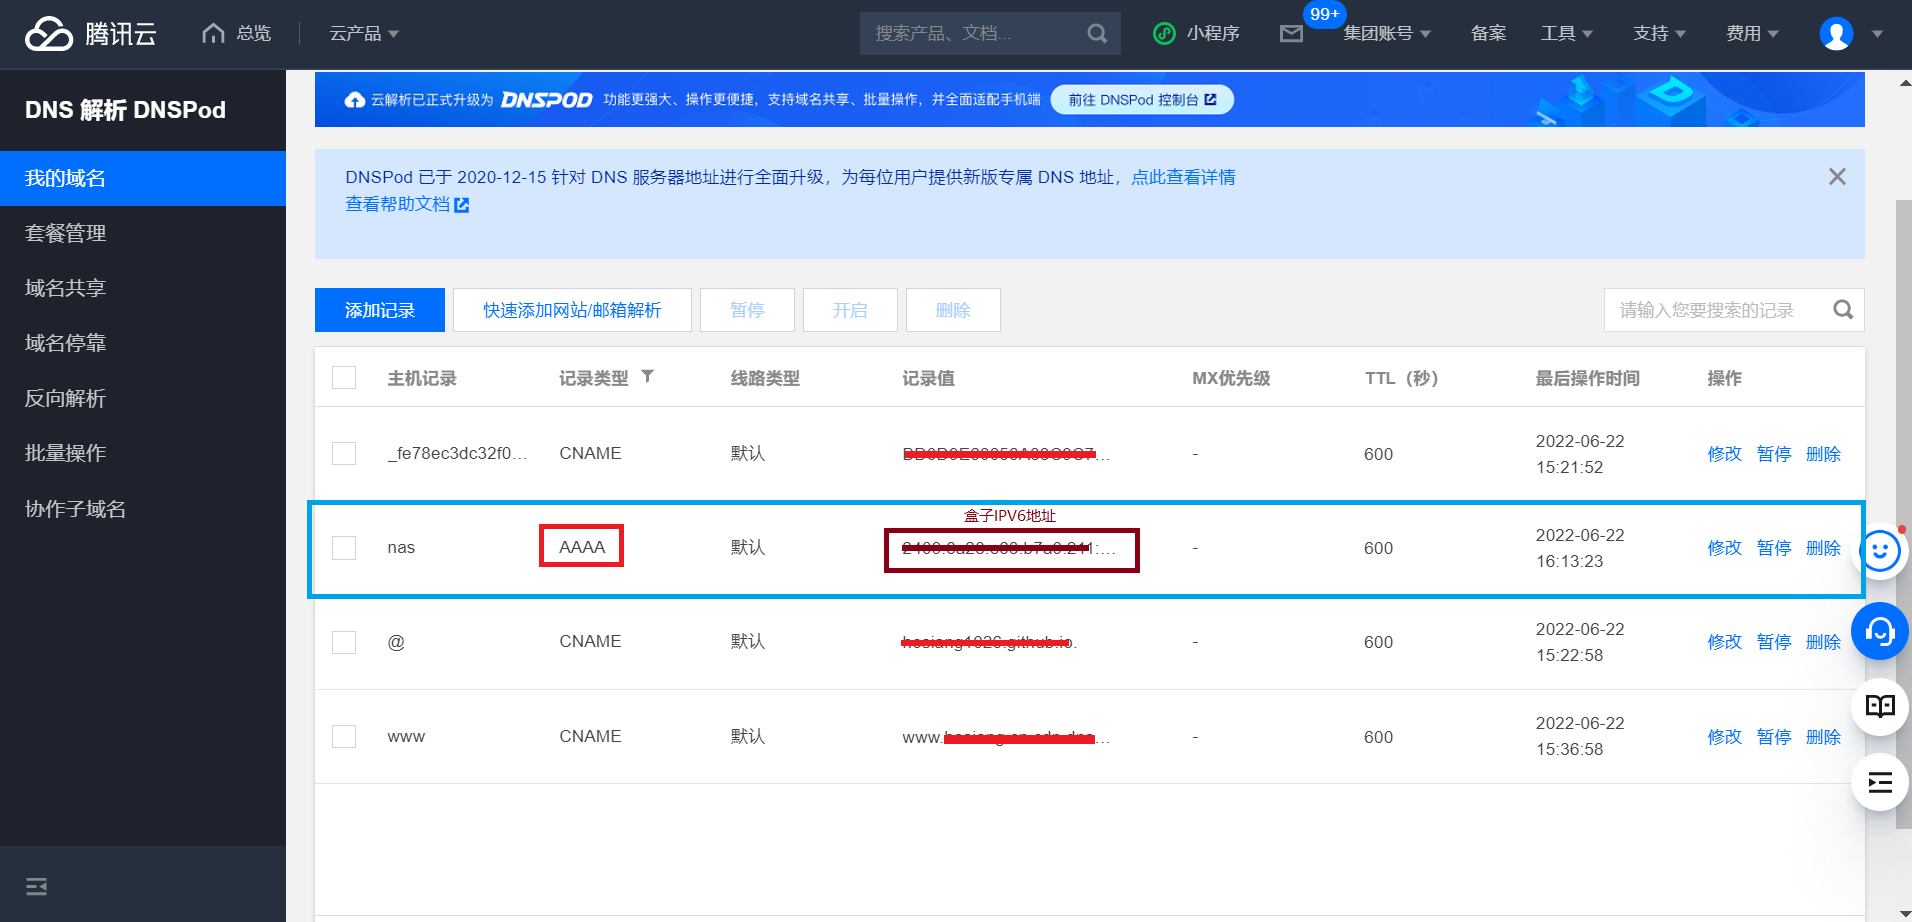 腾讯云
总览
云产品
搜索产品、文档...
小程序
99+
集团账号
备案
工具
支持
费用
DNS 解析 DNSPod
我的域名
套餐管理
域名共享
域名停靠
反向解析
批量操作
协作子域名
云解析已正式升级为 DNSPOD 功能更强大、操作更便捷，支持域名共享、批量操作，并全面适配手机端 前往 DNSPod 控制台
DNSPod 已于 2020-12-15 针对 DNS 服务器地址进行全面升级，为每位用户提供新版专属 DNS 地址，点此查看详情
查看帮助文档
添加记录 快速添加网站/邮箱解析 暂停 开启 删除 请输入您要搜索的记录
主机记录 记录类型 线路类型 记录值 MX优先级 TTL（秒） 最后操作时间 操作
_fe78ec3dc32f0... CNAME 默认 ... - 600 2022-06-22 15:21:52 修改 暂停 删除
盒子IPV6地址
nas AAAA 默认 ... - 600 2022-06-22 16:13:23 修改 暂停 删除
@ CNAME 默认 - 600 2022-06-22 15:22:58 修改 暂停 删除
www CNAME 默认 www. ... - 600 2022-06-22 15:36:58 修改 暂停 删除